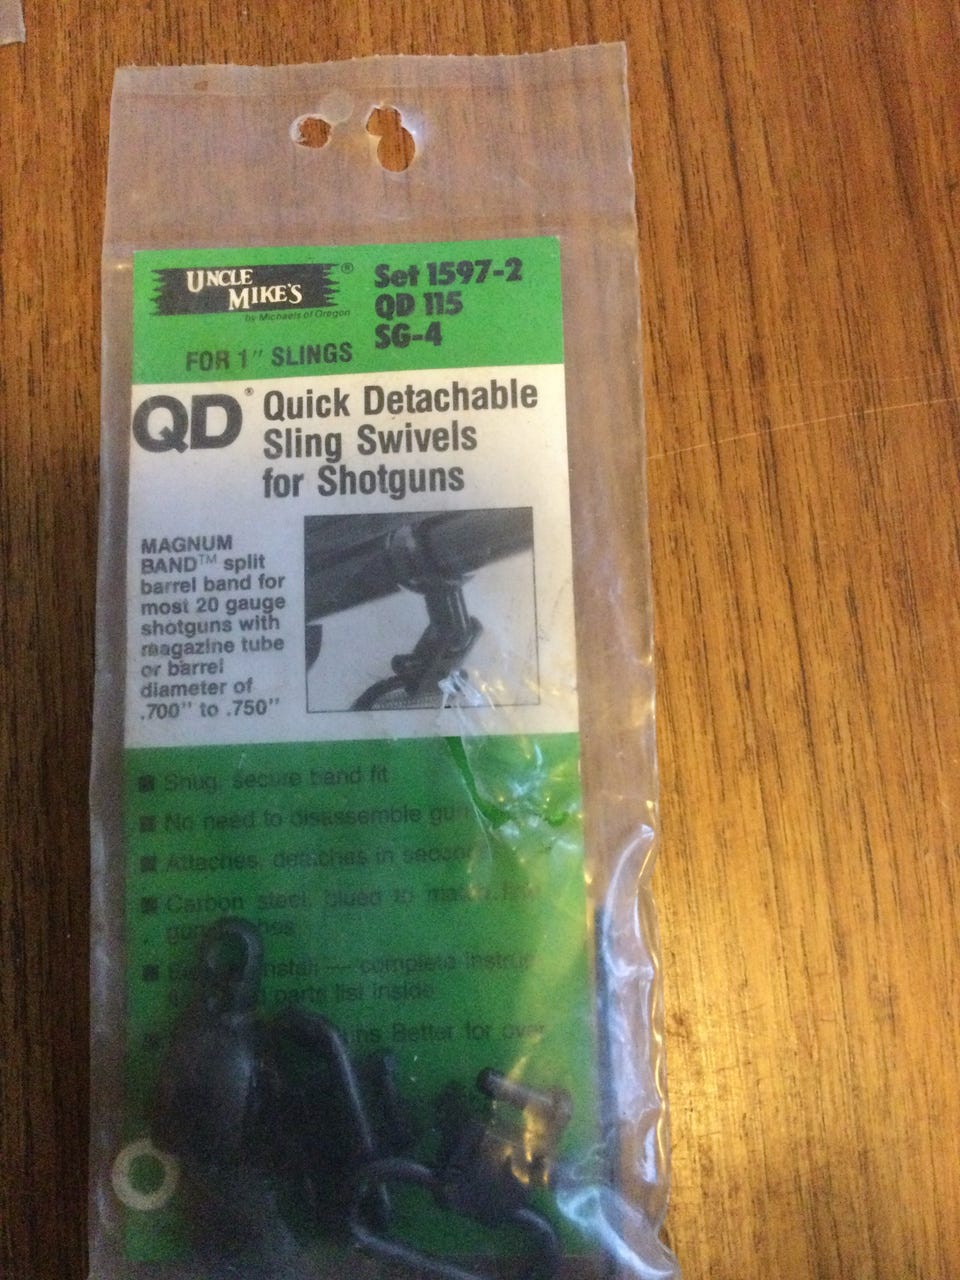 UNCLE
MIKE'S ®
by Michaels of Oregon
Set 1597-2
QD 115
SG-4
FOR 1" SLINGS
QD®
Quick Detachable
Sling Swivels
for Shotguns
MAGNUM
BAND™ split
barrel band for
most 20 gauge
shotguns with
magazine tube
or barrel
diameter of
.700" to .750"
■ Snug, secure band fit
■ No need to disassemble gun
■ Attaches, detaches in seconds
■ Carbon steel, blued to
■ install — complete
parts list inside
Better for over